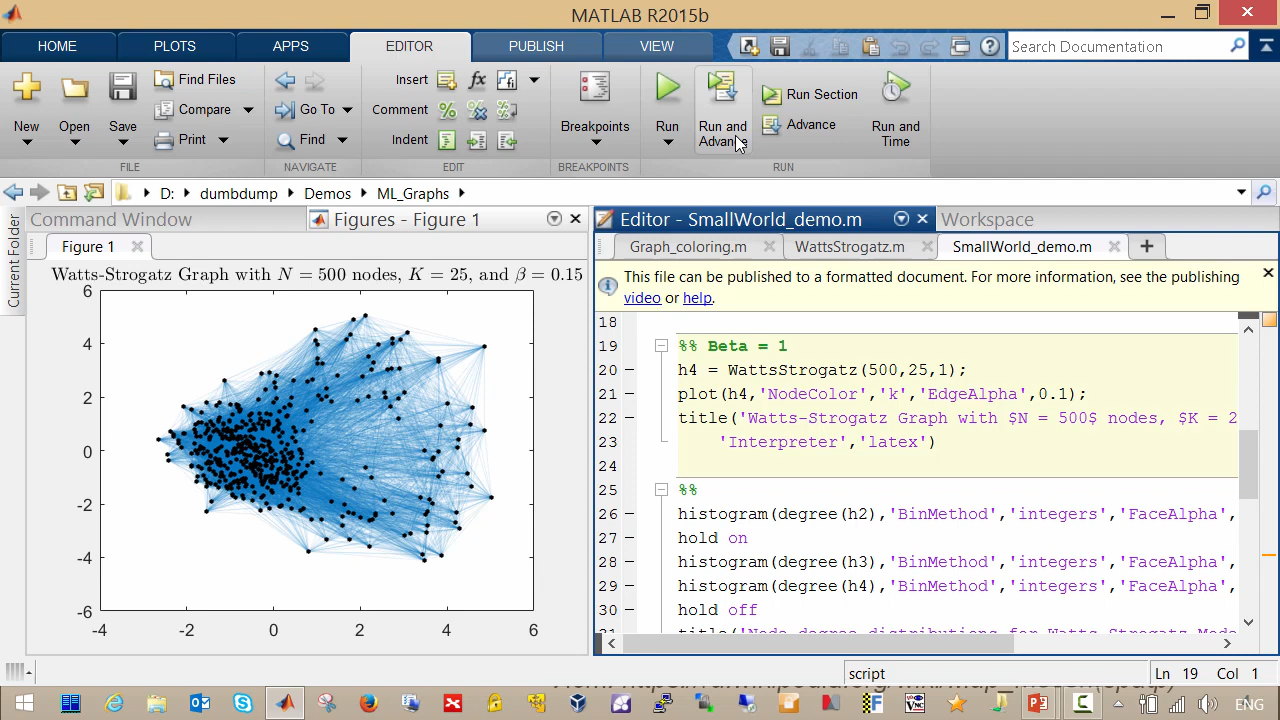 MATLAB R2015b
HOME PLOTS APPS EDITOR PUBLISH VIEW Search Documentation
Find Files Insert fx Run Section
New Open Save Compare Go To Comment Breakpoints Run Run and Advance Advance Run and Time
Print Find Indent
FILE NAVIGATE EDIT BREAKPOINTS RUN
D: dumbdump Demos ML_Graphs
Current Folder
Command Window Figures - Figure 1
Figure 1
Watts-Strogatz Graph with N = 500 nodes, K = 25, and β = 0.15
6
4
2
0
-2
-4
-6
-4 -2 0 2 4 6
Editor - SmallWorld_demo.m Workspace
Graph_coloring.m WattsStrogatz.m SmallWorld_demo.m
This file can be published to a formatted document. For more information, see the publishing
video or help.
18
19 %% Beta = 1
20 h4 = WattsStrogatz(500,25,1);
21 plot(h4,'NodeColor','k','EdgeAlpha',0.1);
22 title('Watts-Strogatz Graph with $N = 500$ nodes, $K = 2
23 'Interpreter','latex')
24
25 %%
26 histogram(degree(h2),'BinMethod','integers','FaceAlpha',
27 hold on
28 histogram(degree(h3),'BinMethod','integers','FaceAlpha',
29 histogram(degree(h4),'BinMethod','integers','FaceAlpha',
30 hold off
script Ln 19 Col 1
ENG